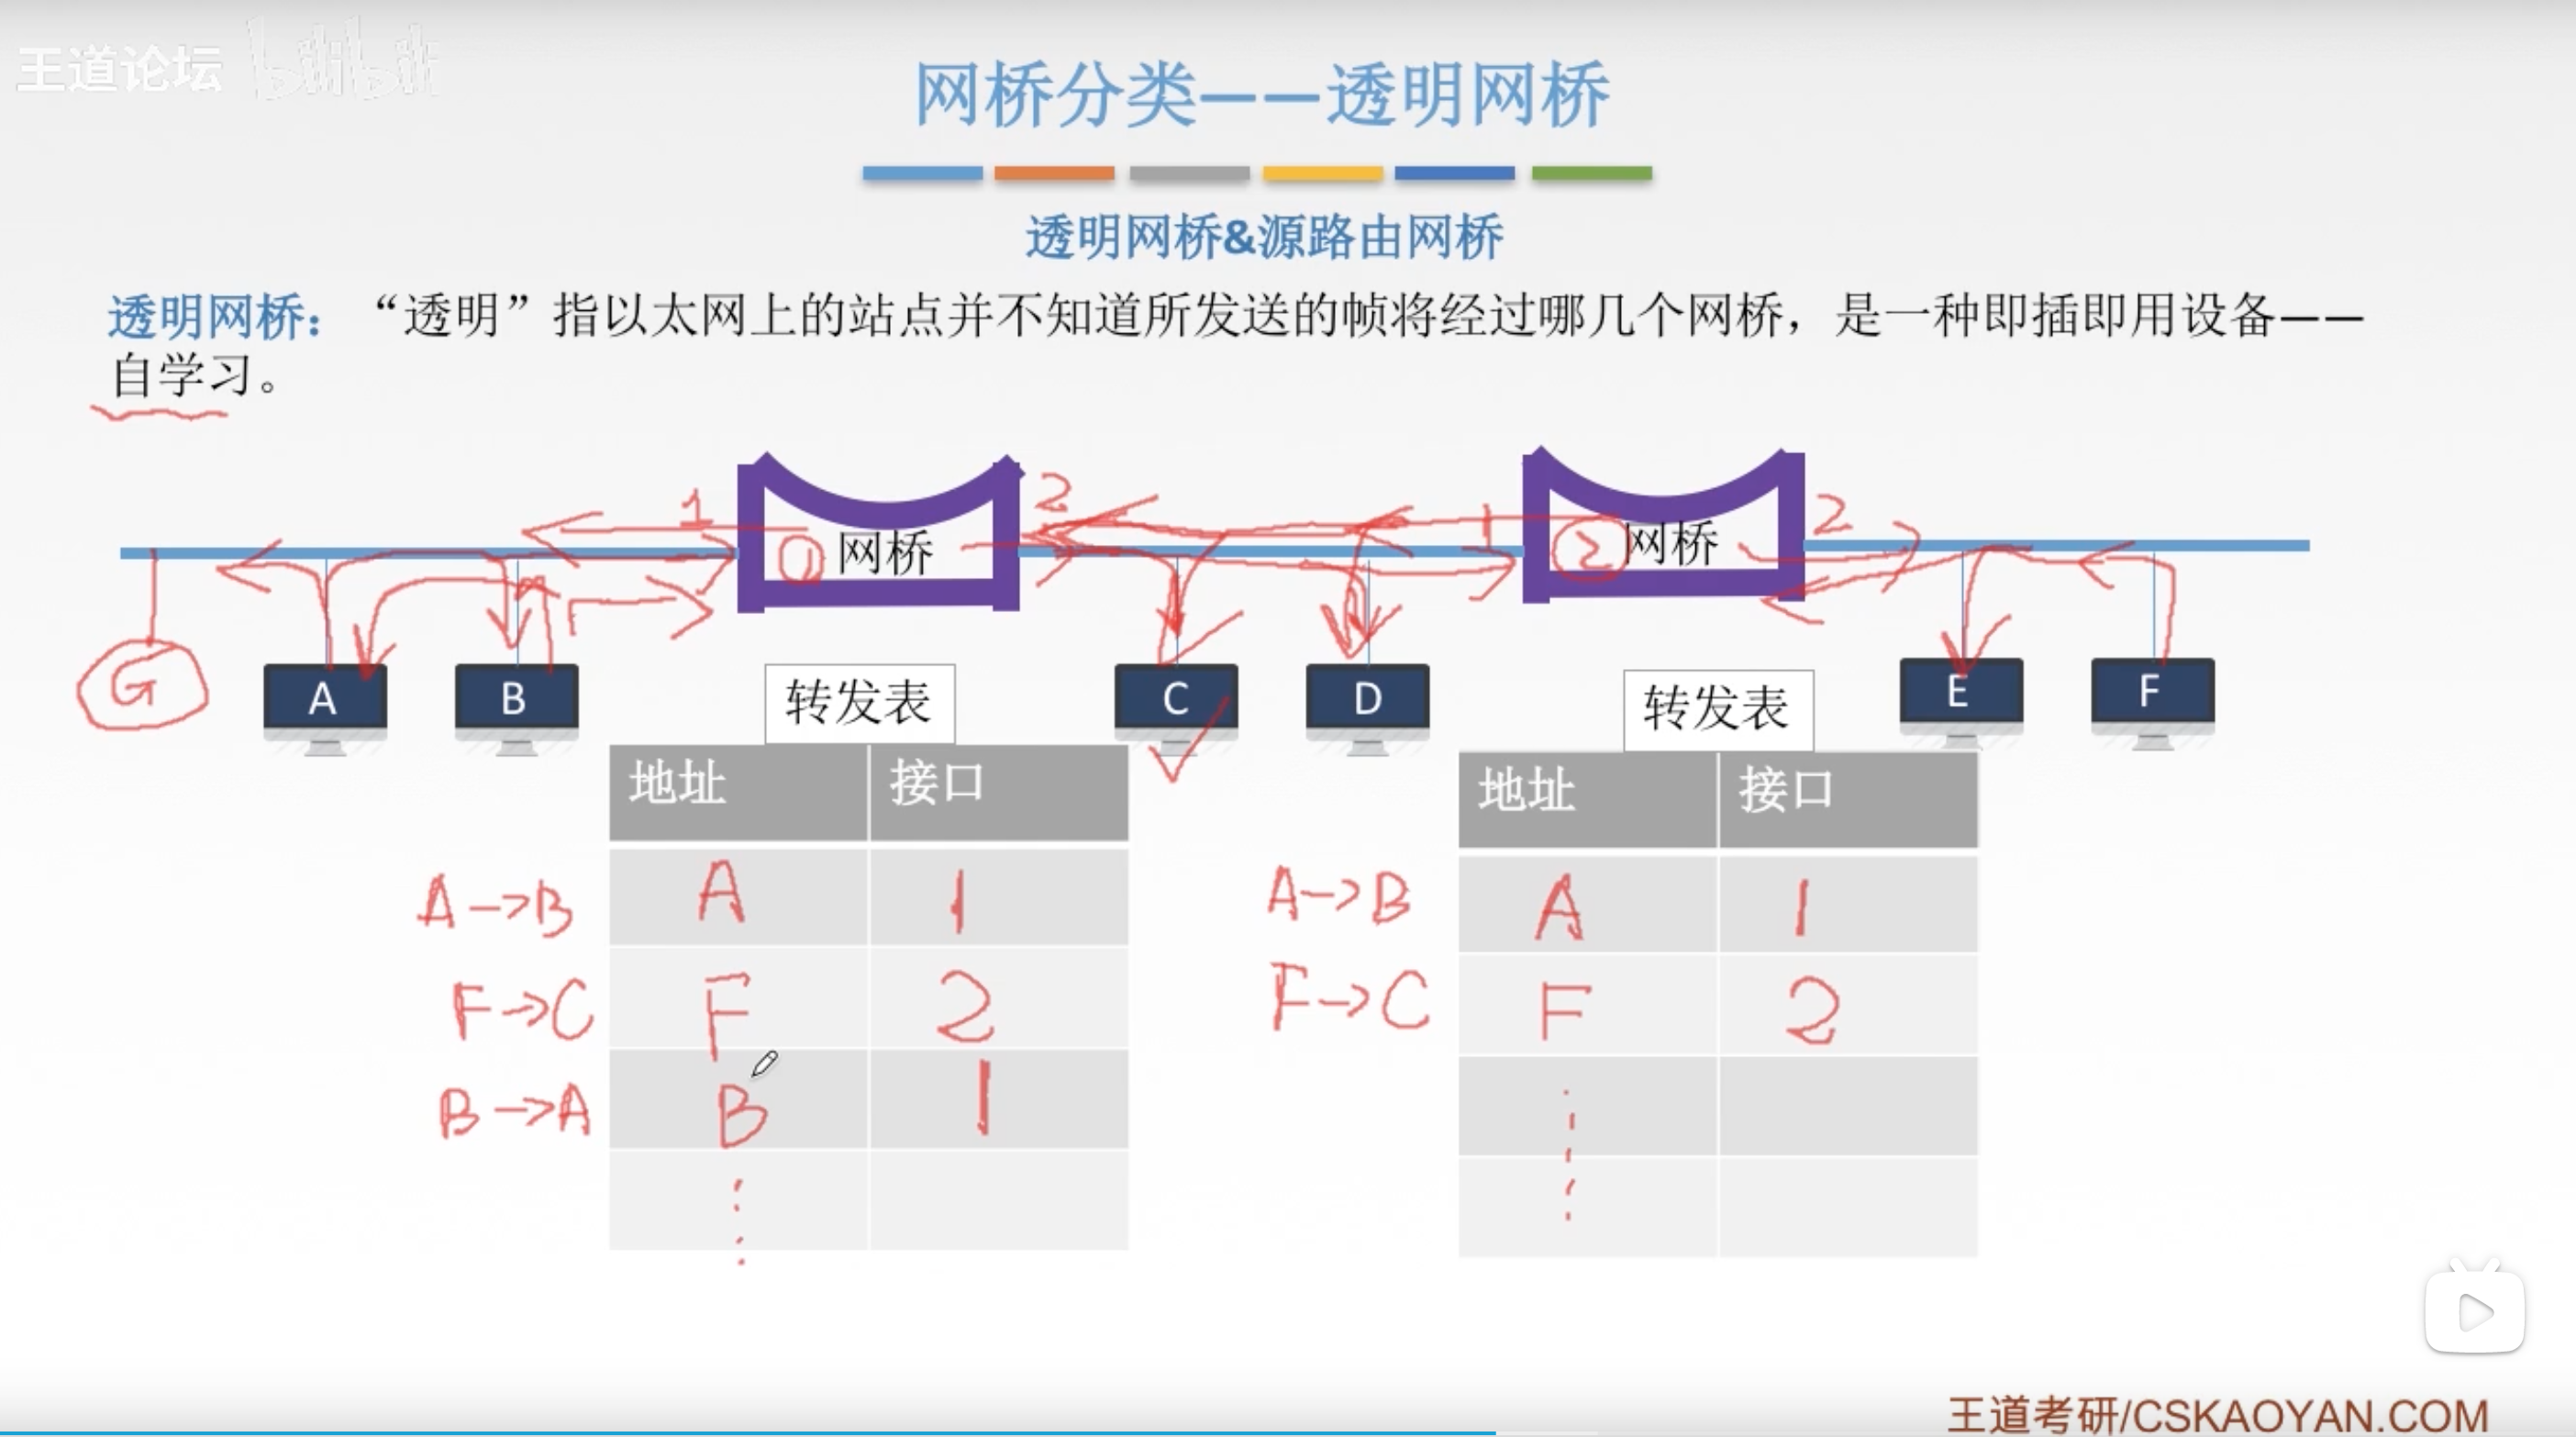 王道论坛 bilibili
网桥分类——透明网桥
透明网桥&源路由网桥
透明网桥：“透明”指以太网上的站点并不知道所发送的帧将经过哪几个网桥，是一种即插即用设备——
自学习。
1 2 1 2
① 网桥 ② 网桥
G A B C D E F
转发表 转发表
地址 接口 地址 接口
A→B A 1 A→B A 1
F→C F 2 F→C F 2
B→A B 1
王道考研/CSKAOYAN.COM